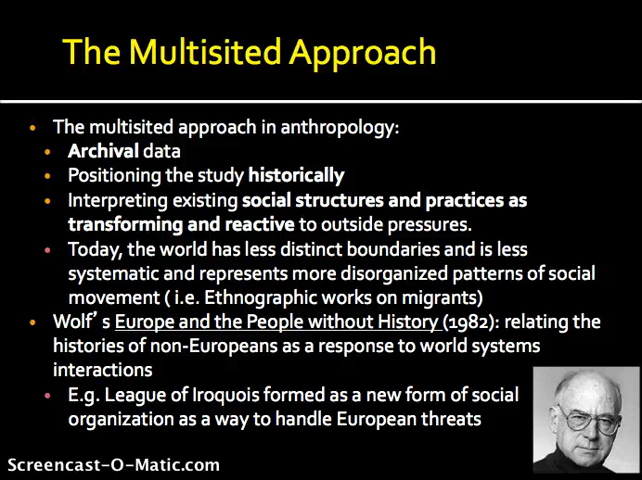 The Multisited Approach
• The multisited approach in anthropology:
• Archival data
• Positioning the study historically
• Interpreting existing social structures and practices as
transforming and reactive to outside pressures.
• Today, the world has less distinct boundaries and is less
systematic and represents more disorganized patterns of social
movement ( i.e. Ethnographic works on migrants)
• Wolf's Europe and the People without History (1982): relating the
histories of non-Europeans as a response to world systems
interactions
• E.g. League of Iroquois formed as a new form of social
organization as a way to handle European threats
Screencast-O-Matic.com